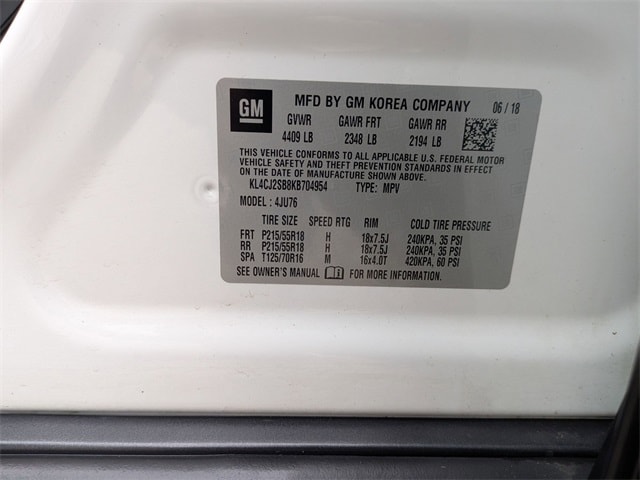 GM MFD BY GM KOREA COMPANY 06 / 18
GVWR GAWR FRT GAWR RR
4409 LB 2348 LB 2194 LB
THIS VEHICLE CONFORMS TO ALL APPLICABLE U.S. FEDERAL MOTOR
VEHICLE SAFETY AND THEFT PREVENTION STANDARDS IN EFFECT
ON THE DATE OF MANUFACTURE SHOWN ABOVE.
KL4CJ2SB8KB704954 TYPE : MPV
MODEL : 4JU76
TIRE SIZE SPEED RTG RIM COLD TIRE PRESSURE
FRT P215/55R18 H 18x7.5J 240KPA, 35 PSI
RR P215/55R18 H 18x7.5J 240KPA, 35 PSI
SPA T125/70R16 M 16x4.0T 420KPA, 60 PSI
SEE OWNER'S MANUAL FOR MORE INFORMATION.